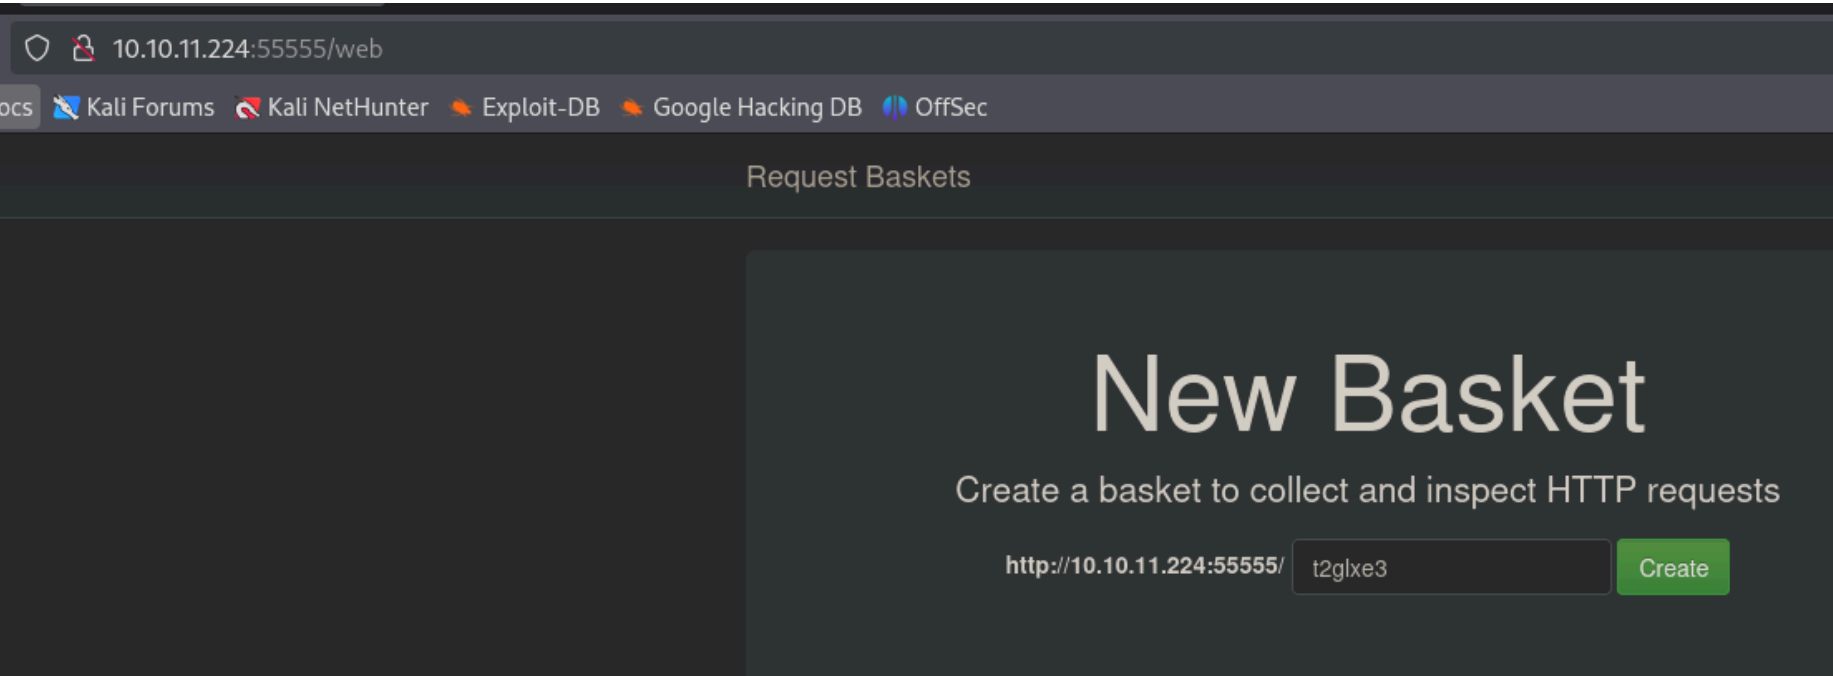 10.10.11.224:55555/web
ocs Kali Forums Kali NetHunter Exploit-DB Google Hacking DB OffSec
Request Baskets
New Basket
Create a basket to collect and inspect HTTP requests
http://10.10.11.224:55555/ t2glxe3 Create